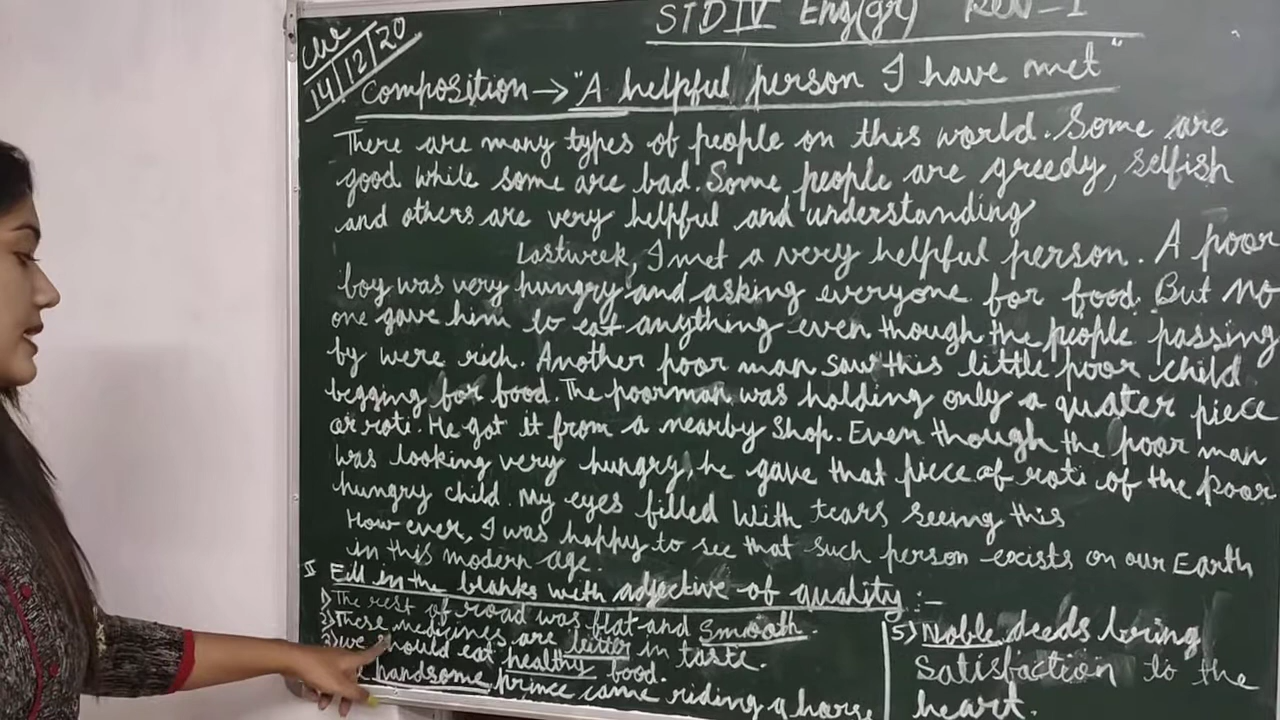 STD IV Eng(gr) Rev-1
14/12/20
Composition → "A helpful person I have met"
There are many types of people on this world. Some are
good while some are bad. Some people are greedy, selfish
and others are very helpful and understanding
Lastweek, I met a very helpful person. A poor
boy was very hungry and asking everyone for food. But no
one gave him to eat anything even though the people passing
by were rich. Another poor man saw this little poor child
begging for food. The poor man was holding only a quater piece
or roti. He got it from a nearby shop. Even though the poor man
was looking very hungry, he gave that piece of roti of the poor
hungry child. My eyes filled with tears seeing this
How ever, I was happy to see that such person exists on our Earth
in this modern age.
II Fill in the blanks with adjective of quality :-
1) The rest of road was flat and smooth.
2) These medicines are bitter in taste.
3) we should eat healthy food.
handsome prince came riding a horse
5) Noble deeds bring
satisfaction to the
heart.